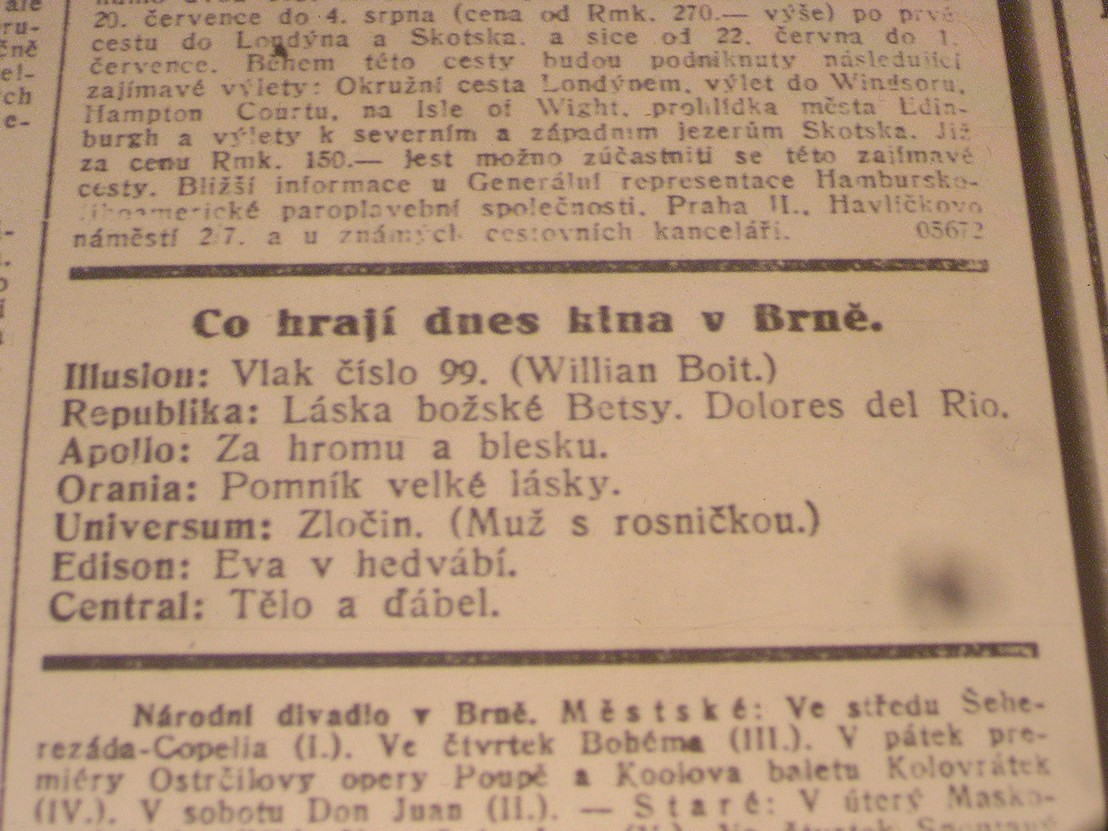 20. července do 4. srpna (cena od Rmk. 270.— výše) po prvé
cestu do Londýna a Skotska. a sice od 22. června do 1.
července. Během této cesty budou podniknuty následující
zajímavé výlety: Okružní cesta Londýnem, výlet do Windsoru,
Hampton Courtu, na Isle of Wight, prohlídka města Edin-
burgh a výlety k severním a západním jezerům Skotska. Již
za cenu Rmk. 150.— jest možno zúčastniti se této zajímavé
cesty. Bližší informace u Generální representace Hambursko-
paroplavební společnosti, Praha II., Havlíčkovo
náměstí 2/7. a u známých cestovních kanceláří. 05672
Co hrají dnes kina v Brně.
Illusion: Vlak číslo 99. (Willian Boit.)
Republika: Láska božské Betsy. Dolores del Rio.
Apollo: Za hromu a blesku.
Orania: Pomník velké lásky.
Universum: Zločin. (Muž s rosničkou.)
Edison: Eva v hedvábí.
Central: Tělo a ďábel.
Národní divadlo v Brně. Městské: Ve středu Šehe-
rezáda-Copelia (I.). Ve čtvrtek Bohéma (III.). V pátek pre-
miéry Ostrčilovy opery Poupě a Koolova baletu Kolovrátek
(IV.). V sobotu Don Juan (II.). — Staré: V úterý Masko-
ale
čně
ch